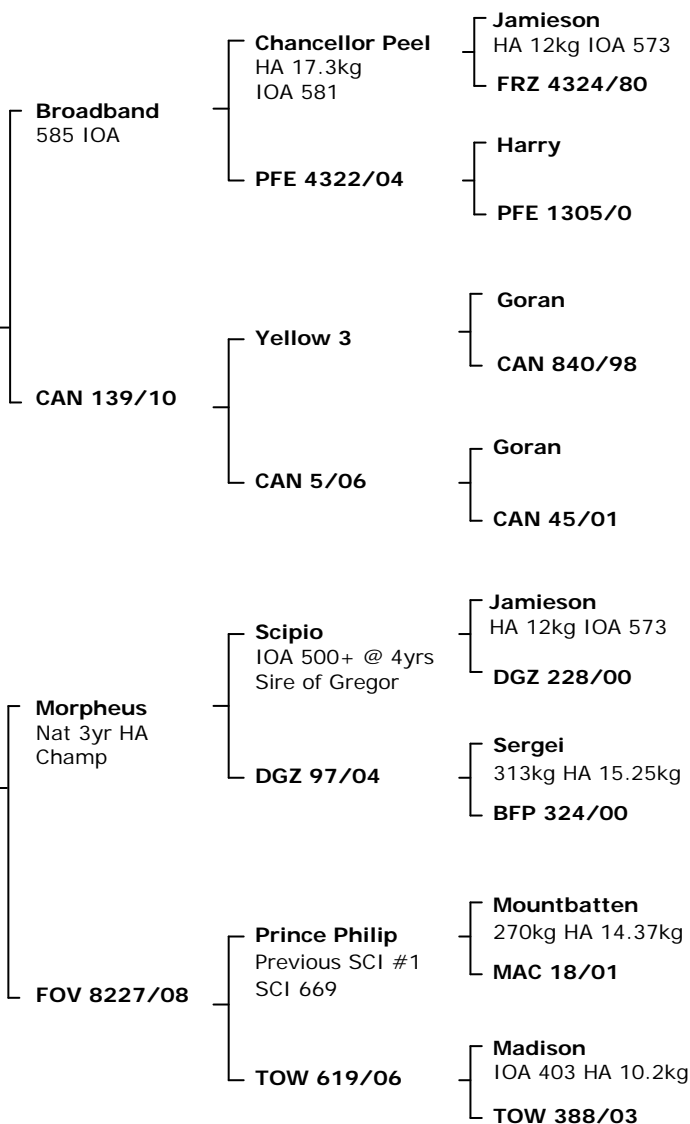 Broadband
585 IOA
CAN 139/10
Chancellor Peel
HA 17.3kg
IOA 581
PFE 4322/04
Yellow 3
CAN 5/06
Jamieson
HA 12kg IOA 573
FRZ 4324/80
Harry
PFE 1305/0
Goran
CAN 840/98
Goran
CAN 45/01
Morpheus
Nat 3yr HA
Champ
FOV 8227/08
Scipio
IOA 500+ @ 4yrs
Sire of Gregor
DGZ 97/04
Prince Philip
Previous SCI #1
SCI 669
TOW 619/06
Jamieson
HA 12kg IOA 573
DGZ 228/00
Sergei
313kg HA 15.25kg
BFP 324/00
Mountbatten
270kg HA 14.37kg
MAC 18/01
Madison
IOA 403 HA 10.2kg
TOW 388/03